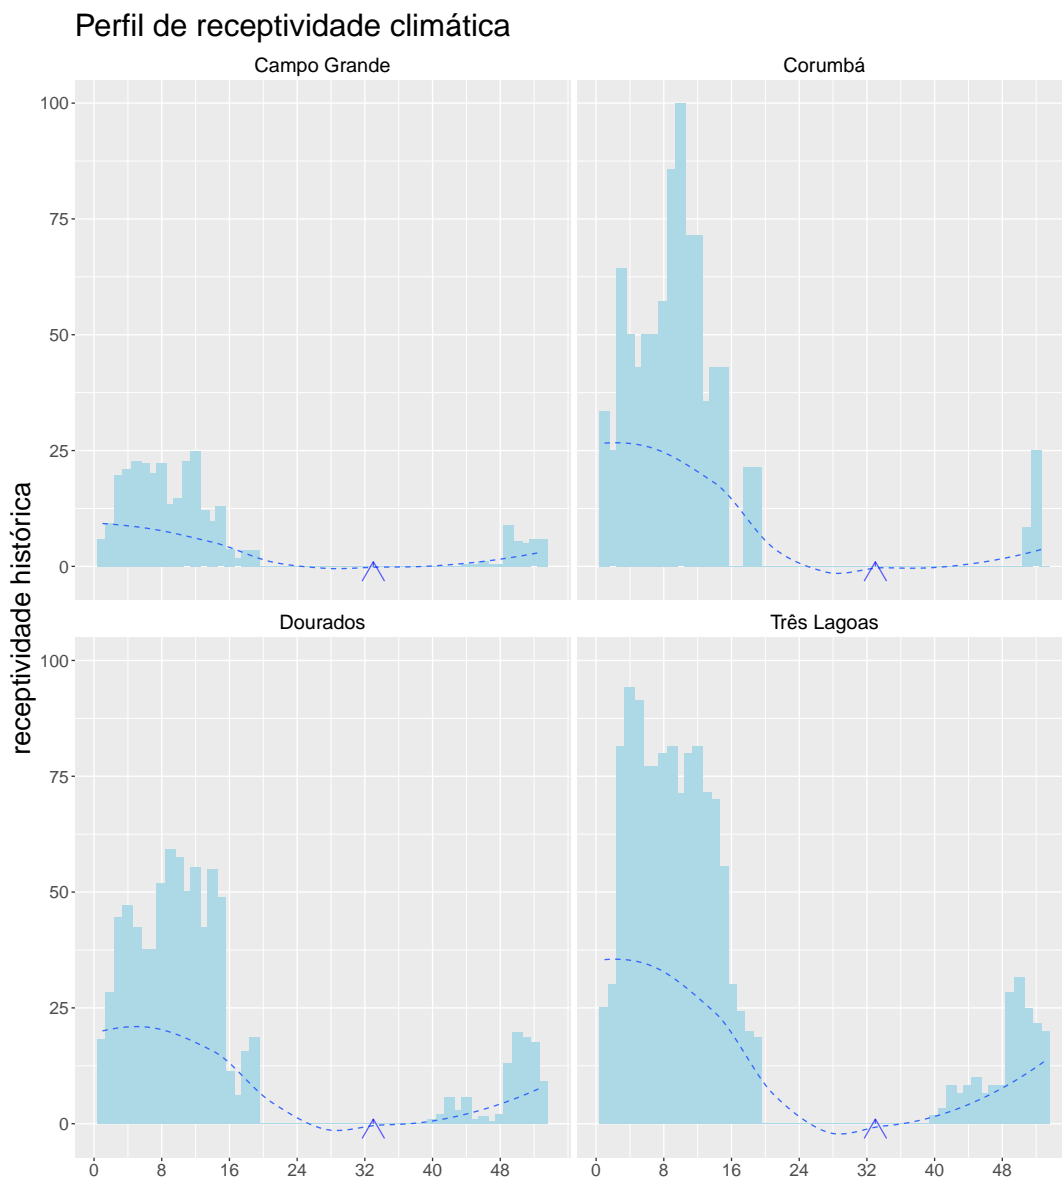 Perfil de receptividade climática
Campo Grande
Corumbá
100
75
50
25
0
receptividade histórica
Dourados
Três Lagoas
100
75
50
25
0
0 8 16 24 32 40 48
0 8 16 24 32 40 48